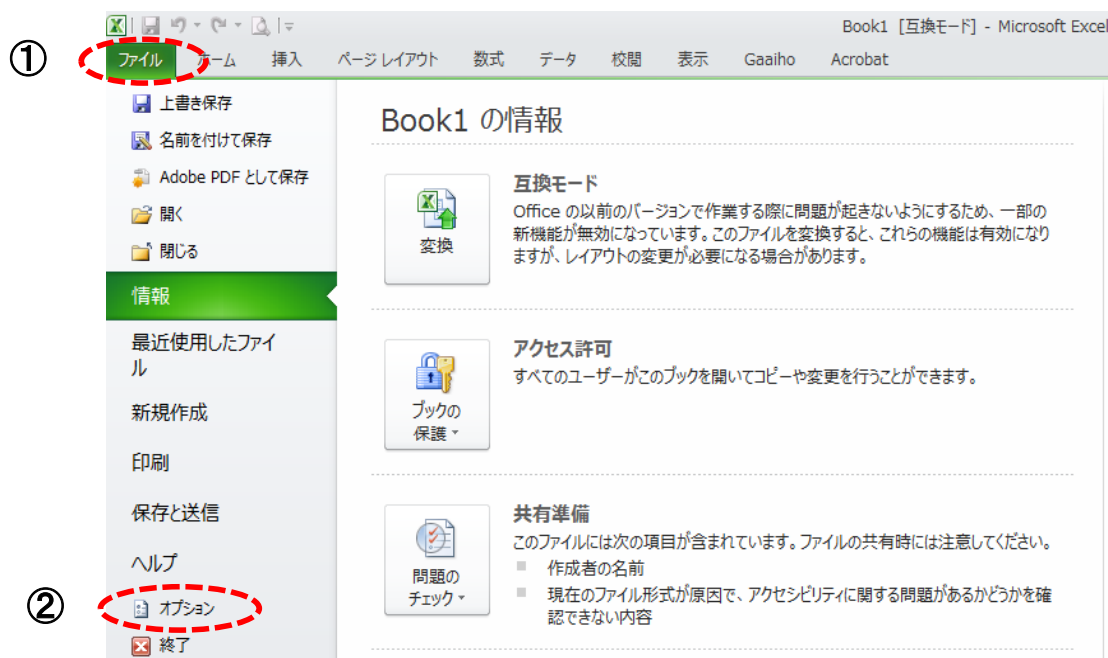 Book1 [互換モード] - Microsoft Excel
①
ファイル ホーム 挿入 ページ レイアウト 数式 データ 校閲 表示 Gaaiho Acrobat
上書き保存
名前を付けて保存
Adobe PDF として保存
開く
閉じる
情報
最近使用したファイ
ル
新規作成
印刷
保存と送信
ヘルプ
②
オプション
終了
Book1 の情報
変換
互換モード
Office の以前のバージョンで作業する際に問題が起きないようにするため、一部の
新機能が無効になっています。このファイルを変換すると、これらの機能は有効になり
ますが、レイアウトの変更が必要になる場合があります。
ブックの
保護
アクセス許可
すべてのユーザーがこのブックを開いてコピーや変更を行うことができます。
問題の
チェック
共有準備
このファイルには次の項目が含まれています。ファイルの共有時には注意してください。
作成者の名前
現在のファイル形式が原因で、アクセシビリティに関する問題があるかどうかを確
認できない内容